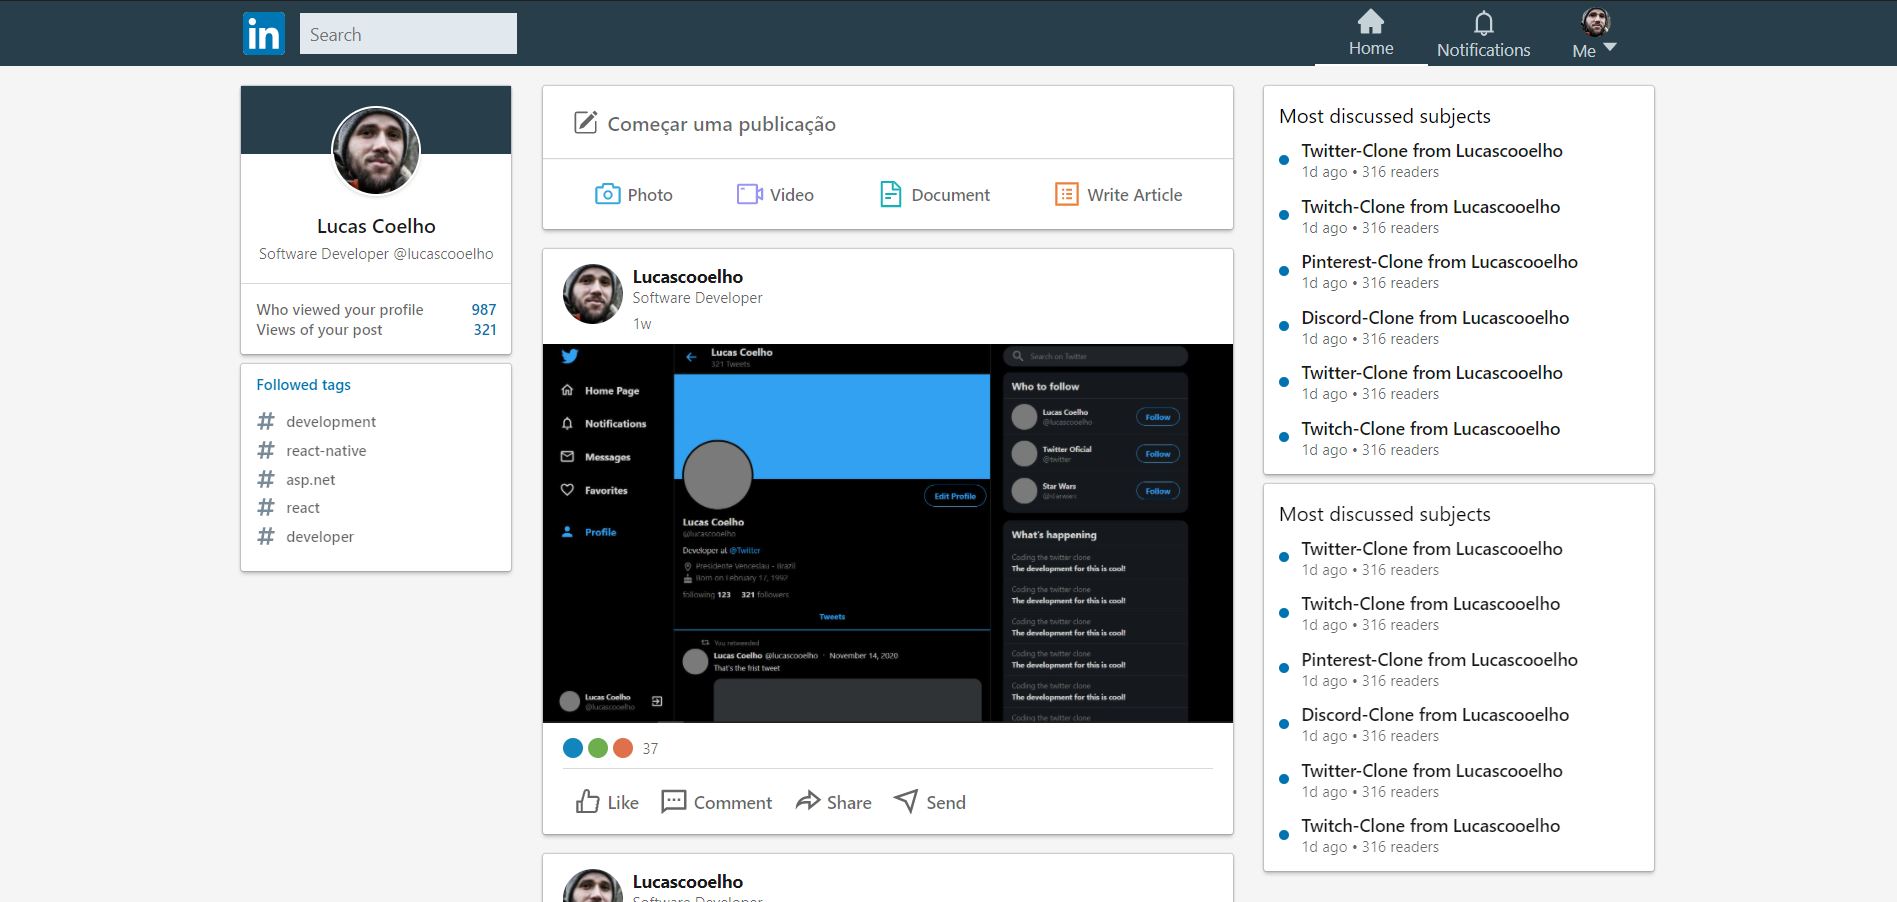 in
Search
Home
Notifications
Me
Lucas Coelho
Software Developer @lucascooelho
Who viewed your profile 987
Views of your post 321
Followed tags
# development
# react-native
# asp.net
# react
# developer
Começar uma publicação
Photo
Video
Document
Write Article
Lucascooelho
Software Developer
1w
Home Page
Notifications
Messages
Favorites
Profile
Lucas Coelho
@lucascooelho
Lucas Coelho
321 Tweets
Edit Profile
Lucas Coelho
@lucascooelho
Developer at @Twitter
Presidente Venceslau - Brazil
Born on February 17, 1992
following 123 321 followers
Tweets
You retweeted
Lucas Coelho @lucascooelho · November 14, 2020
That's the frist tweet
Search on Twitter
Who to follow
Lucas Coelho
@lucascooelho
Follow
Twitter Oficial
@twitter
Follow
Star Wars
@starwars
Follow
What's happening
Coding the twitter clone
The development for this is cool!
Coding the twitter clone
The development for this is cool!
Coding the twitter clone
The development for this is cool!
Coding the twitter clone
The development for this is cool!
Coding the twitter clone
The development for this is cool!
Coding the twitter clone
37
Like
Comment
Share
Send
Lucascooelho
Software Developer
Most discussed subjects
Twitter-Clone from Lucascooelho
1d ago • 316 readers
Twitch-Clone from Lucascooelho
1d ago • 316 readers
Pinterest-Clone from Lucascooelho
1d ago • 316 readers
Discord-Clone from Lucascooelho
1d ago • 316 readers
Twitter-Clone from Lucascooelho
1d ago • 316 readers
Twitch-Clone from Lucascooelho
1d ago • 316 readers
Most discussed subjects
Twitter-Clone from Lucascooelho
1d ago • 316 readers
Twitch-Clone from Lucascooelho
1d ago • 316 readers
Pinterest-Clone from Lucascooelho
1d ago • 316 readers
Discord-Clone from Lucascooelho
1d ago • 316 readers
Twitter-Clone from Lucascooelho
1d ago • 316 readers
Twitch-Clone from Lucascooelho
1d ago • 316 readers